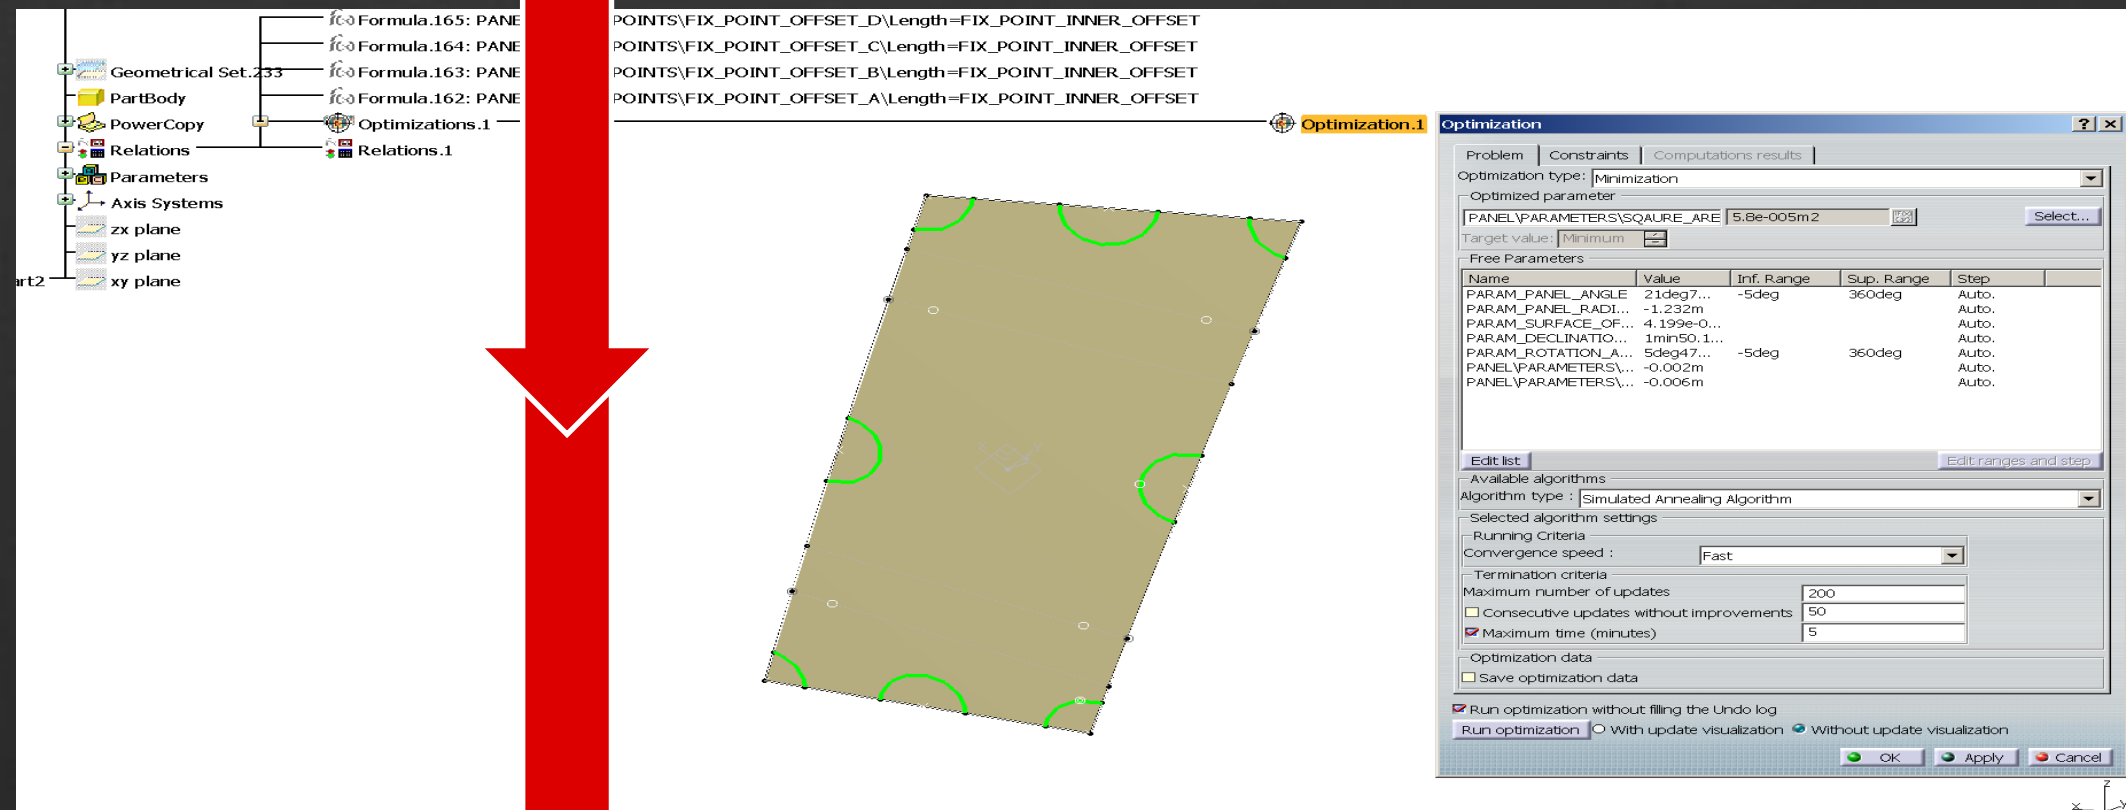 Formula.165: PANE POINTS\FIX_POINT_OFFSET_D\Length=FIX_POINT_INNER_OFFSET
Formula.164: PANE POINTS\FIX_POINT_OFFSET_C\Length=FIX_POINT_INNER_OFFSET
Geometrical Set.233 Formula.163: PANE POINTS\FIX_POINT_OFFSET_B\Length=FIX_POINT_INNER_OFFSET
PartBody Formula.162: PANE POINTS\FIX_POINT_OFFSET_A\Length=FIX_POINT_INNER_OFFSET
PowerCopy Optimizations.1 Optimization.1
Relations Relations.1
Parameters
Axis Systems
zx plane
yz plane
art2 xy plane
Optimization
Problem Constraints Computations results
Optimization type: Minimization
Optimized parameter
PANEL\PARAMETERS\SQAURE_ARE 5.8e-005m2 Select...
Target value: Minimum
Free Parameters
Name Value Inf. Range Sup. Range Step
PARAM_PANEL_ANGLE 21deg7... -5deg 360deg Auto.
PARAM_PANEL_RADI... -1.232m Auto.
PARAM_SURFACE_OF... 4.199e-0... Auto.
PARAM_DECLINATIO... 1min50.1... Auto.
PARAM_ROTATION_A... 5deg47... -5deg 360deg Auto.
PANEL\PARAMETERS\... -0.002m Auto.
PANEL\PARAMETERS\... -0.006m Auto.
Edit list Edit ranges and step
Available algorithms
Algorithm type : Simulated Annealing Algorithm
Selected algorithm settings
Running Criteria
Convergence speed : Fast
Termination criteria
Maximum number of updates 200
Consecutive updates without improvements 50
Maximum time (minutes) 5
Optimization data
Save optimization data
Run optimization without filling the Undo log
Run optimization With update visualization Without update visualization
OK Apply Cancel
z
x